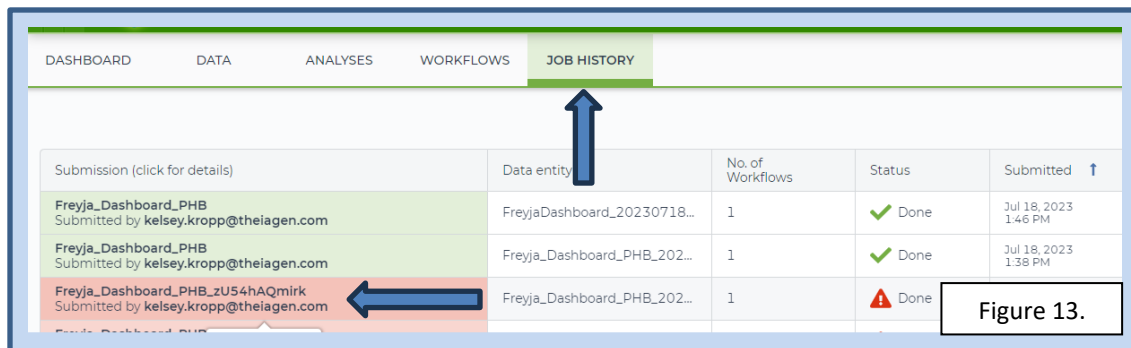 DASHBOARD DATA ANALYSES WORKFLOWS JOB HISTORY
Submission (click for details) Data entity No. of Workflows Status Submitted
Freyja_Dashboard_PHB
Submitted by kelsey.kropp@theiagen.com
FreyjaDashboard_20230718... 1 Done Jul 18, 2023
1:46 PM
Freyja_Dashboard_PHB
Submitted by kelsey.kropp@theiagen.com
Freyja_Dashboard_PHB_202... 1 Done Jul 18, 2023
1:38 PM
Freyja_Dashboard_PHB_zU54hAQmirk
Submitted by kelsey.kropp@theiagen.com
Freyja_Dashboard_PHB_202... 1 Done
Figure 13.